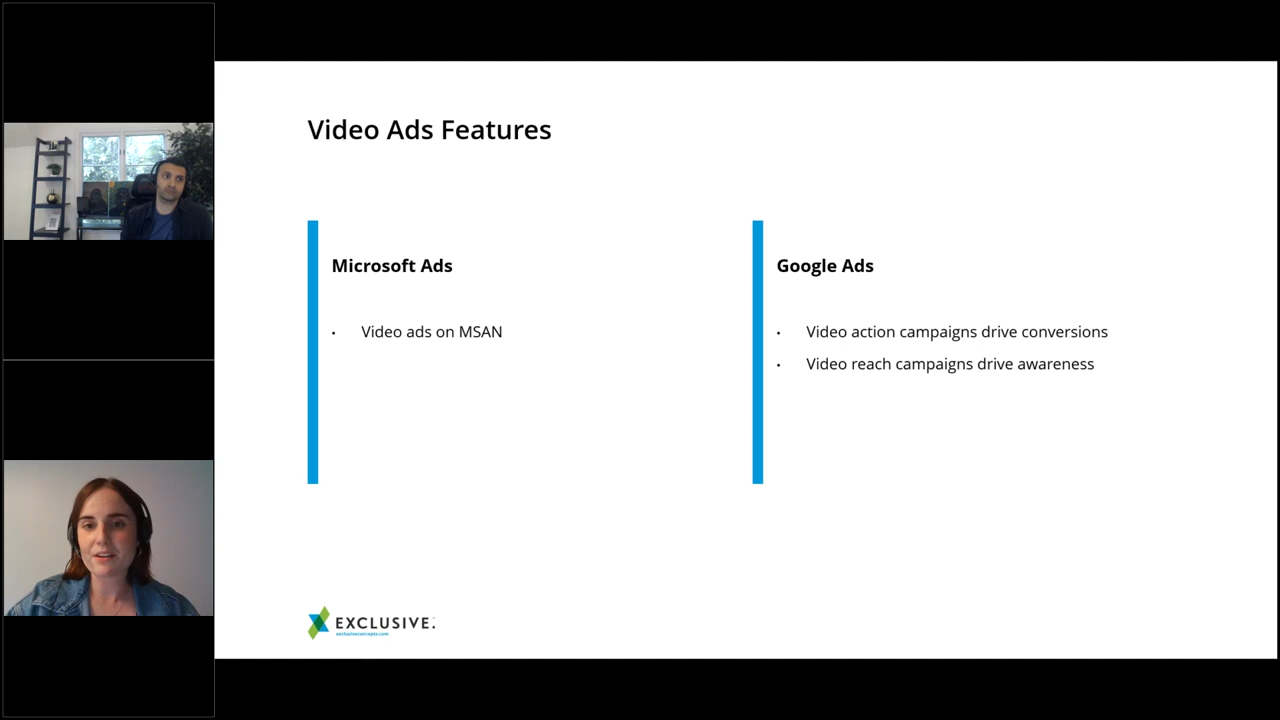 Video Ads Features
Microsoft Ads
• Video ads on MSAN
Google Ads
• Video action campaigns drive conversions
• Video reach campaigns drive awareness
EXCLUSIVE.
exclusiveconcepts.com